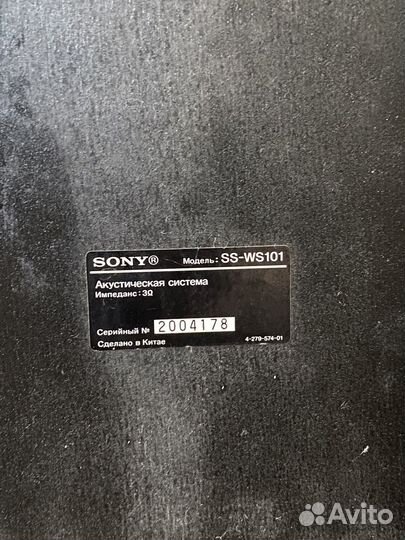 SONY® Модель: SS-WS101
Акустическая система
Импеданс: 3Ω
Серийный № 2004178
Сделано в Китае 4-279-574-01
Avito